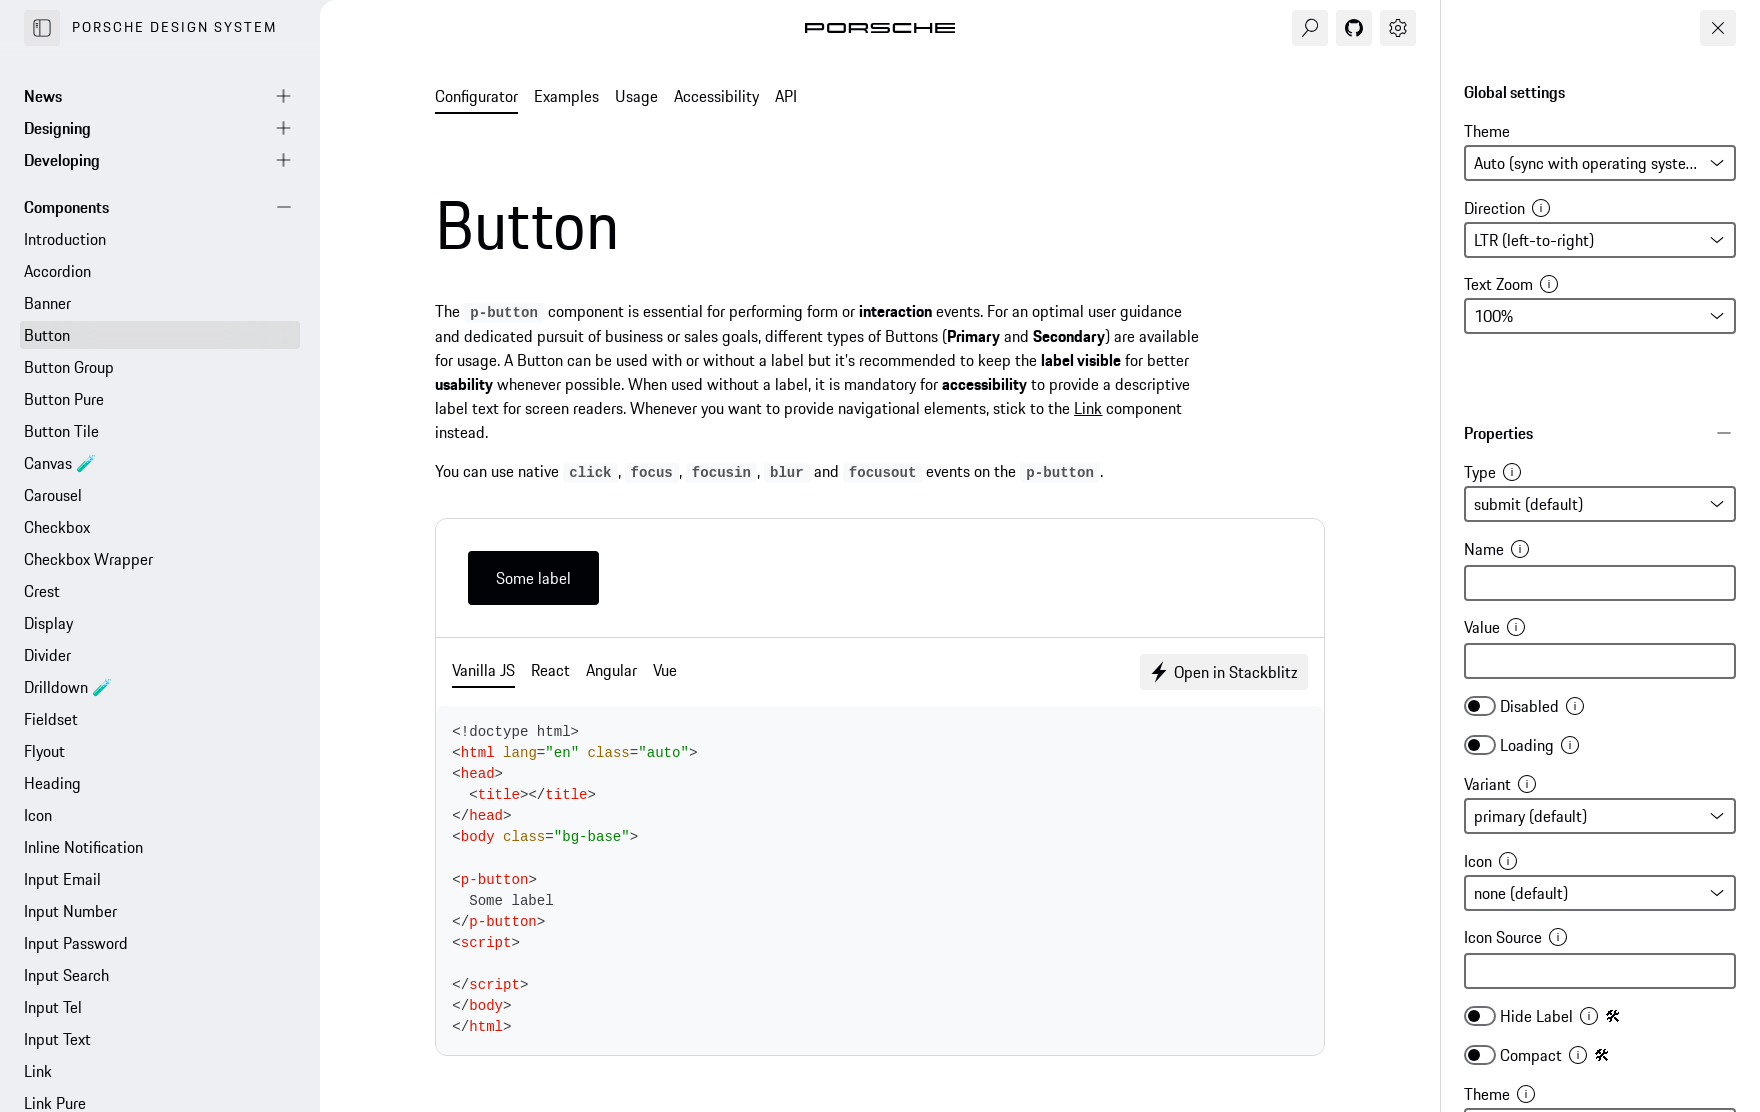 PORSCHE DESIGN SYSTEM
News
Designing
Developing
Components
Introduction
Accordion
Banner
Button
Button Group
Button Pure
Button Tile
Canvas 🧪
Carousel
Checkbox
Checkbox Wrapper
Crest
Display
Divider
Drilldown 🧪
Fieldset
Flyout
Heading
Icon
Inline Notification
Input Email
Input Number
Input Password
Input Search
Input Tel
Input Text
Link
Link Pure
PORSCHE
Configurator Examples Usage Accessibility API
Button
The p-button component is essential for performing form or interaction events. For an optimal user guidance
and dedicated pursuit of business or sales goals, different types of Buttons (Primary and Secondary) are available
for usage. A Button can be used with or without a label but it's recommended to keep the label visible for better
usability whenever possible. When used without a label, it is mandatory for accessibility to provide a descriptive
label text for screen readers. Whenever you want to provide navigational elements, stick to the Link component
instead.
You can use native click, focus, focusin, blur and focusout events on the p-button.
Some label
Vanilla JS React Angular Vue
Open in Stackblitz
<!doctype html>
<html lang="en" class="auto">
<head>
  <title></title>
</head>
<body class="bg-base">
<p-button>
  Some label
</p-button>
<script>
</script>
</body>
</html>
Global settings
Theme
Auto (sync with operating syste...
Direction
LTR (left-to-right)
Text Zoom
100%
Properties
Type
submit (default)
Name
Value
Disabled
Loading
Variant
primary (default)
Icon
none (default)
Icon Source
Hide Label 🛠
Compact 🛠
Theme